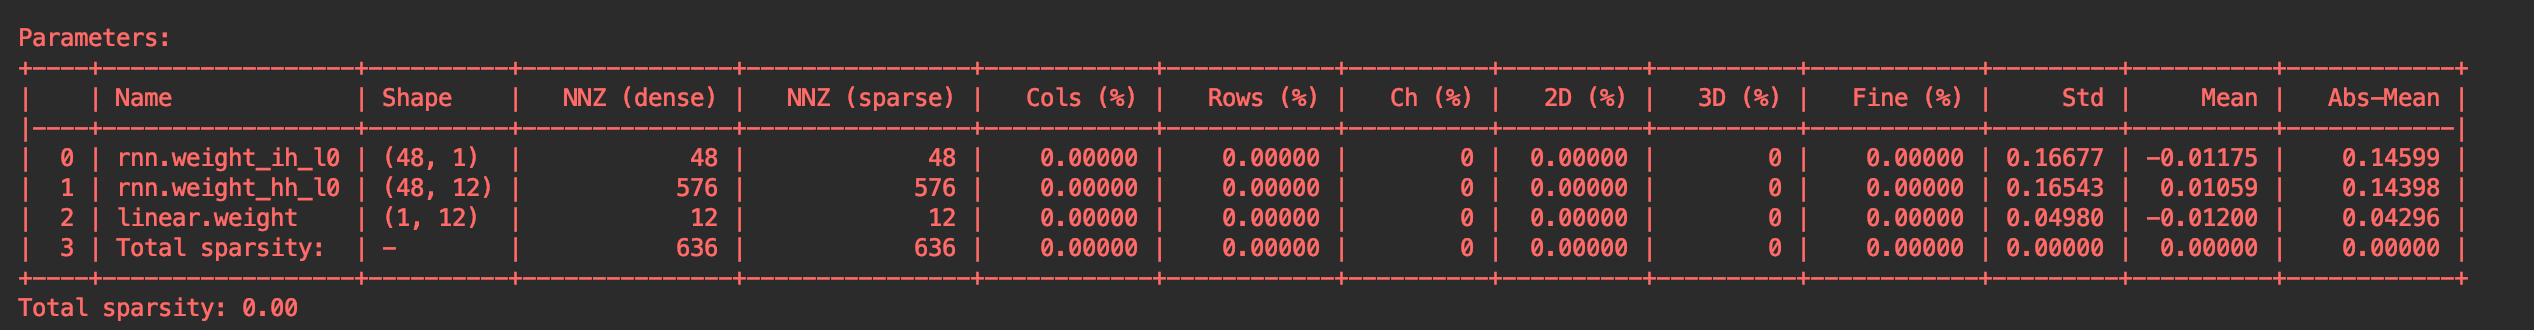 Parameters:
+----+-----------------+---------+--------------+---------------+-----------+-----------+---------+---------+---------+-----------+---------+----------+------------+
|    | Name            | Shape   |  NNZ (dense) |  NNZ (sparse) |  Cols (%) |  Rows (%) |  Ch (%) |  2D (%) |  3D (%) |  Fine (%) |     Std |     Mean |   Abs-Mean |
|----+-----------------+---------+--------------+---------------+-----------+-----------+---------+---------+---------+-----------+---------+----------+------------|
|  0 | rnn.weight_ih_l0 | (48, 1)  |           48 |            48 |   0.00000 |   0.00000 |       0 | 0.00000 |       0 |   0.00000 | 0.16677 | -0.01175 |    0.14599 |
|  1 | rnn.weight_hh_l0 | (48, 12) |          576 |           576 |   0.00000 |   0.00000 |       0 | 0.00000 |       0 |   0.00000 | 0.16543 |  0.01059 |    0.14398 |
|  2 | linear.weight    | (1, 12)  |           12 |            12 |   0.00000 |   0.00000 |       0 | 0.00000 |       0 |   0.00000 | 0.04980 | -0.01200 |    0.04296 |
|  3 | Total sparsity:  | -        |          636 |           636 |   0.00000 |   0.00000 |       0 | 0.00000 |       0 |   0.00000 | 0.00000 |  0.00000 |    0.00000 |
+----+-----------------+---------+--------------+---------------+-----------+-----------+---------+---------+---------+-----------+---------+----------+------------+
Total sparsity: 0.00